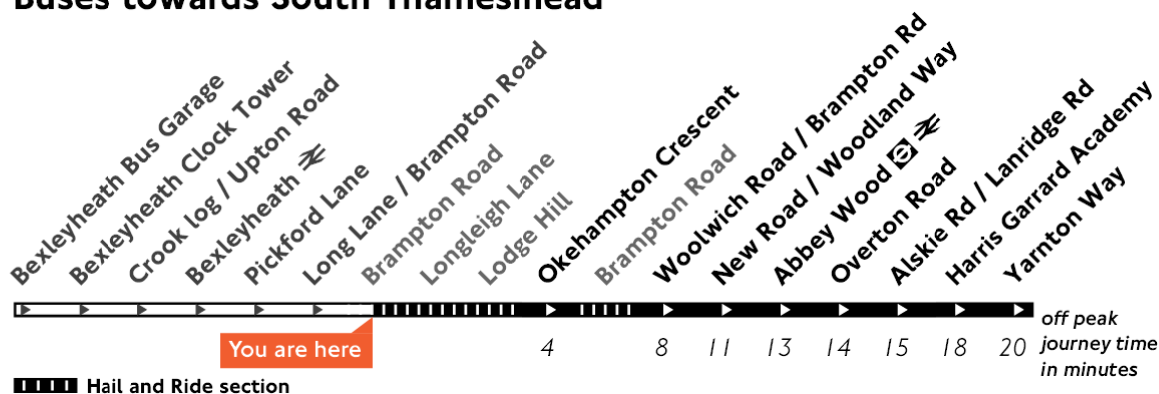 Buses towards South Thamesmead
Bexleyheath Bus Garage
Bexleyheath Clock Tower
Crook log / Upton Road
Bexleyheath
Pickford Lane
Long Lane / Brampton Road
Brampton Road
Longleigh Lane
Lodge Hill
Okehampton Crescent
Brampton Road
Woolwich Road / Brampton Rd
New Road / Woodland Way
Abbey Wood
Overton Road
Alskie Rd / Lanridge Rd
Harris Garrard Academy
Yarnton Way
You are here
4 8 11 13 14 15 18 20
off peak
journey time
in minutes
Hail and Ride section